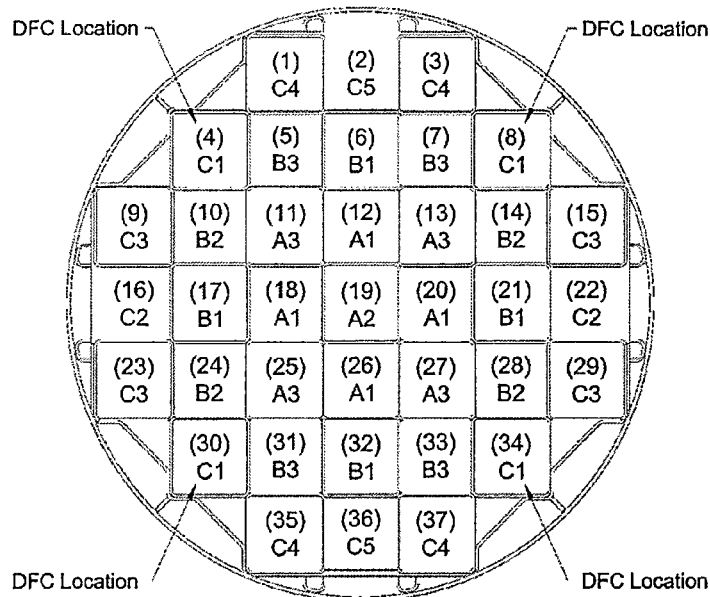 DFC Location
DFC Location
(1) (2) (3)
C4 C5 C4
(4) (5) (6) (7) (8)
C1 B3 B1 B3 C1
(9) (10) (11) (12) (13) (14) (15)
C3 B2 A3 A1 A3 B2 C3
(16) (17) (18) (19) (20) (21) (22)
C2 B1 A1 A2 A1 B1 C2
(23) (24) (25) (26) (27) (28) (29)
C3 B2 A3 A1 A3 B2 C3
(30) (31) (32) (33) (34)
C1 B3 B1 B3 C1
(35) (36) (37)
C4 C5 C4
DFC Location
DFC Location